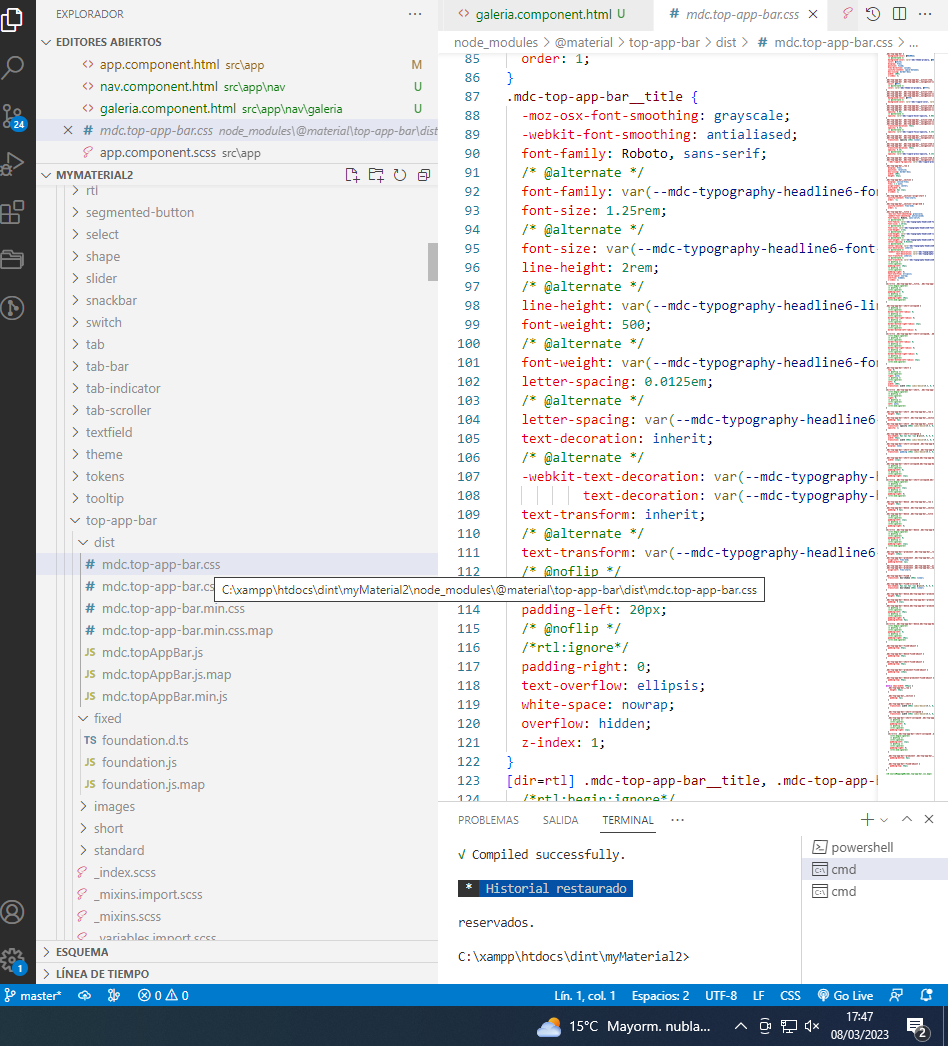 EXPLORADOR
EDITORES ABIERTOS
app.component.html src\app M
nav.component.html src\app\nav U
galeria.component.html src\app\nav\galeria U
mdc.top-app-bar.css node_modules\@material\top-app-bar\dist
app.component.scss src\app
MYMATERIAL2
rtl
segmented-button
select
shape
slider
snackbar
switch
tab
tab-bar
tab-indicator
tab-scroller
textfield
theme
tokens
tooltip
top-app-bar
dist
# mdc.top-app-bar.css
# mdc.top-app-bar.cs
C:\xampp\htdocs\dint\myMaterial2\node_modules\@material\top-app-bar\dist\mdc.top-app-bar.css
# mdc.top-app-bar.min.css
# mdc.top-app-bar.min.css.map
JS mdc.topAppBar.js
JS mdc.topAppBar.js.map
JS mdc.topAppBar.min.js
fixed
TS foundation.d.ts
JS foundation.js
JS foundation.js.map
images
short
standard
_index.scss
_mixins.import.scss
_mixins.scss
_variables.import.scss
ESQUEMA
LÍNEA DE TIEMPO
24
1
galeria.component.html U
# mdc.top-app-bar.css
node_modules > @material > top-app-bar > dist > # mdc.top-app-bar.css > ...
85 order: 1;
86 }
87 .mdc-top-app-bar__title {
88 -moz-osx-font-smoothing: grayscale;
89 -webkit-font-smoothing: antialiased;
90 font-family: Roboto, sans-serif;
91 /* @alternate */
92 font-family: var(--mdc-typography-headline6-fon
93 font-size: 1.25rem;
94 /* @alternate */
95 font-size: var(--mdc-typography-headline6-font
96 line-height: 2rem;
97 /* @alternate */
98 line-height: var(--mdc-typography-headline6-lin
99 font-weight: 500;
100 /* @alternate */
101 font-weight: var(--mdc-typography-headline6-fon
102 letter-spacing: 0.0125em;
103 /* @alternate */
104 letter-spacing: var(--mdc-typography-headline6
105 text-decoration: inherit;
106 /* @alternate */
107 -webkit-text-decoration: var(--mdc-typography-h
108 text-decoration: var(--mdc-typography-h
109 text-transform: inherit;
110 /* @alternate */
111 text-transform: var(--mdc-typography-headline6
112 /* @noflip */
114 padding-left: 20px;
115 /* @noflip */
116 /*rtl:ignore*/
117 padding-right: 0;
118 text-overflow: ellipsis;
119 white-space: nowrap;
120 overflow: hidden;
121 z-index: 1;
122 }
123 [dir=rtl] .mdc-top-app-bar__title, .mdc-top-app-b
124 /*rtl:begin:ignore*/
PROBLEMAS SALIDA TERMINAL
√ Compiled successfully.
* Historial restaurado
reservados.
C:\xampp\htdocs\dint\myMaterial2>
powershell
cmd
cmd
master* 0 0 Lín. 1, col. 1 Espacios: 2 UTF-8 LF CSS Go Live
15°C Mayorm. nubla... 17:47
08/03/2023
2